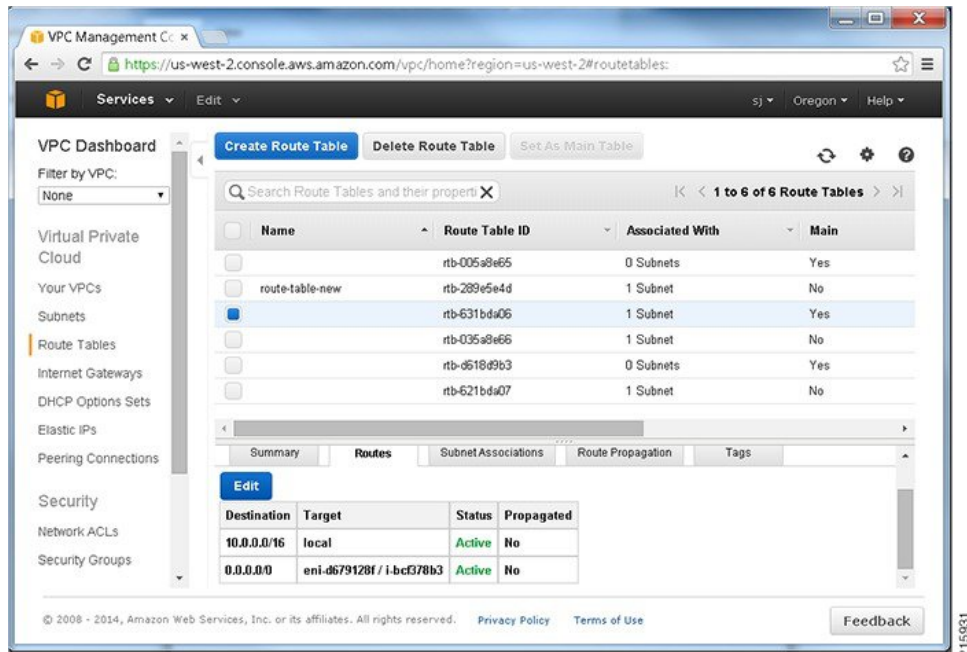 VPC Management Cc ×
https://us-west-2.console.aws.amazon.com/vpc/home?region=us-west-2#routetables:
Services Edit sj Oregon Help
VPC Dashboard
Filter by VPC:
None
Virtual Private
Cloud
Your VPCs
Subnets
Route Tables
Internet Gateways
DHCP Options Sets
Elastic IPs
Peering Connections
Security
Network ACLs
Security Groups
Create Route Table Delete Route Table Set As Main Table
Search Route Tables and their properti X
1 to 6 of 6 Route Tables
Name Route Table ID Associated With Main
rtb-005a8e65 0 Subnets Yes
route-table-new rtb-289e5e4d 1 Subnet No
rtb-631bda06 1 Subnet Yes
rtb-035a8e66 1 Subnet No
rtb-d618d9b3 0 Subnets Yes
rtb-621bda07 1 Subnet No
Summary Routes Subnet Associations Route Propagation Tags
Edit
Destination Target Status Propagated
10.0.0.0/16 local Active No
0.0.0.0/0 eni-d679128f / i-bcf378b3 Active No
© 2008 - 2014, Amazon Web Services, Inc. or its affiliates. All rights reserved. Privacy Policy Terms of Use
Feedback